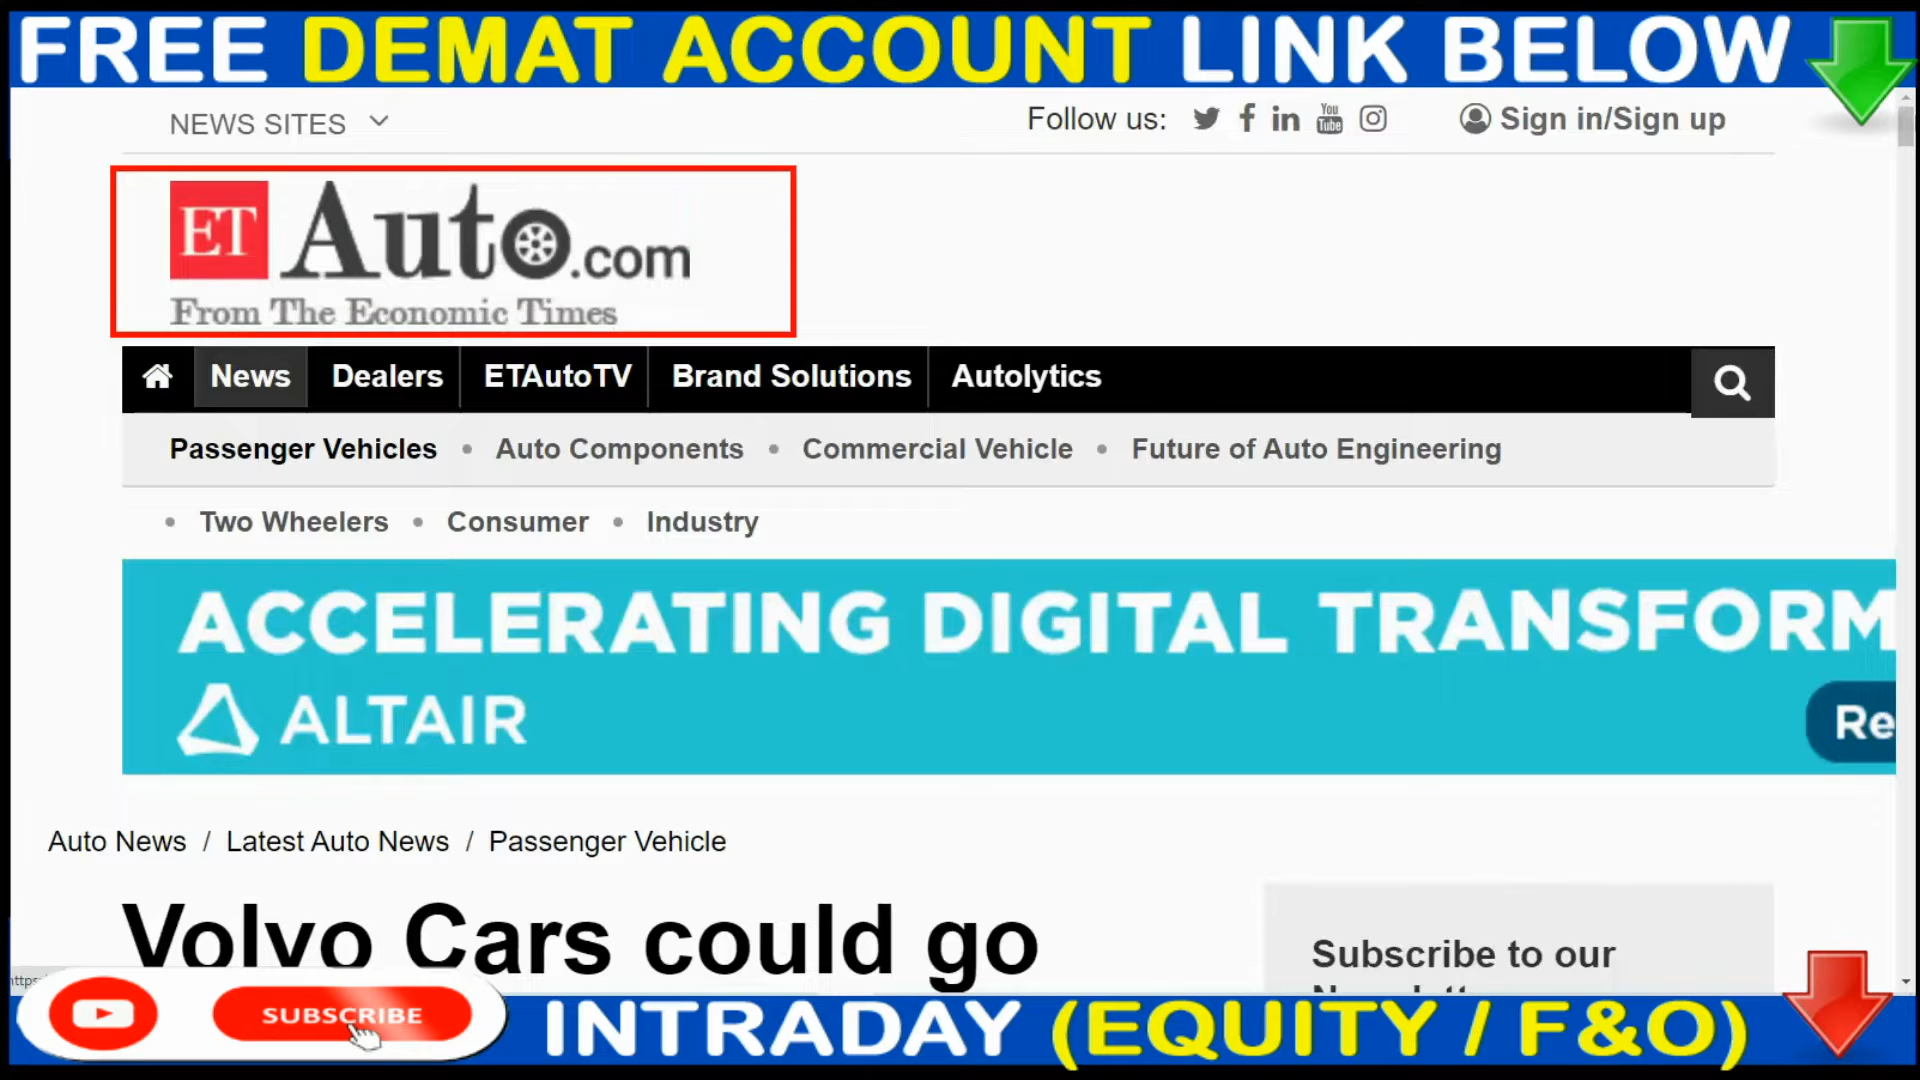 FREE DEMAT ACCOUNT LINK BELOW
NEWS SITES
Follow us:
You Tube
Sign in/Sign up
ET Auto.com
From The Economic Times
News Dealers ETAutoTV Brand Solutions Autolytics
Passenger Vehicles • Auto Components • Commercial Vehicle • Future of Auto Engineering
• Two Wheelers • Consumer • Industry
ACCELERATING DIGITAL TRANSFORM
ALTAIR
Re
Auto News / Latest Auto News / Passenger Vehicle
Volvo Cars could go
Subscribe to our
https
SUBSCRIBE
INTRADAY (EQUITY / F&O)